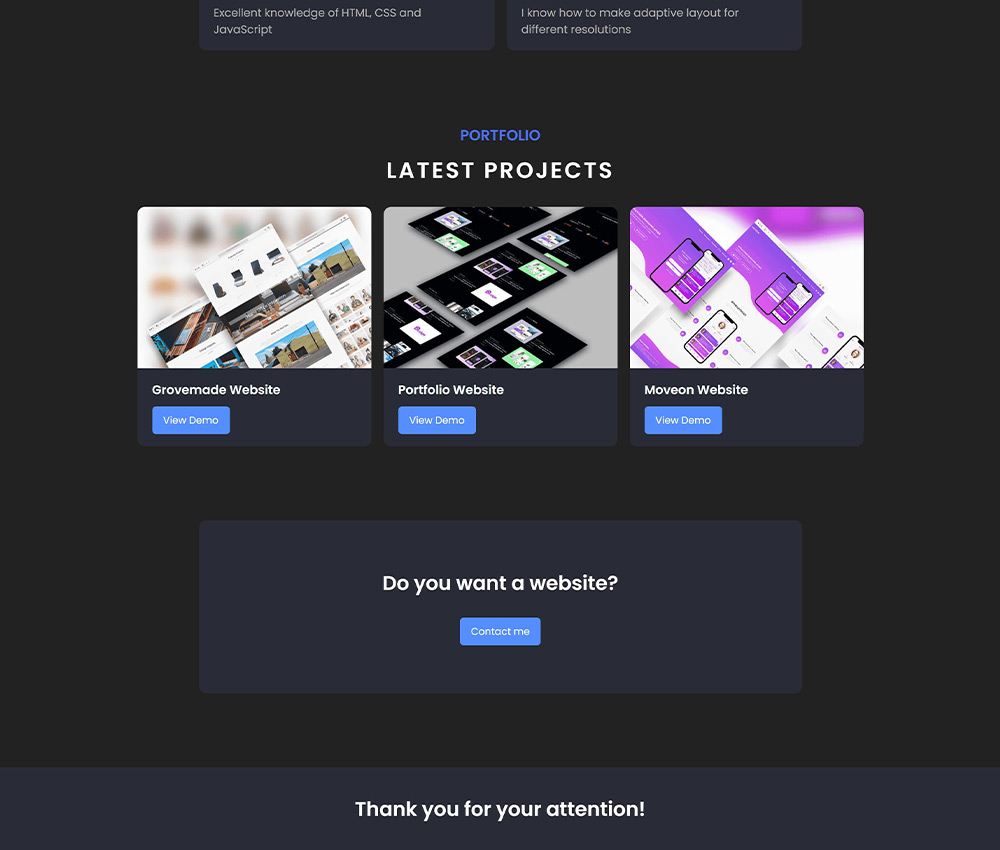 Excellent knowledge of HTML, CSS and
JavaScript
I know how to make adaptive layout for
different resolutions
PORTFOLIO
LATEST PROJECTS
Grovemade Website
View Demo
Portfolio Website
View Demo
Moveon Website
View Demo
Do you want a website?
Contact me
Thank you for your attention!